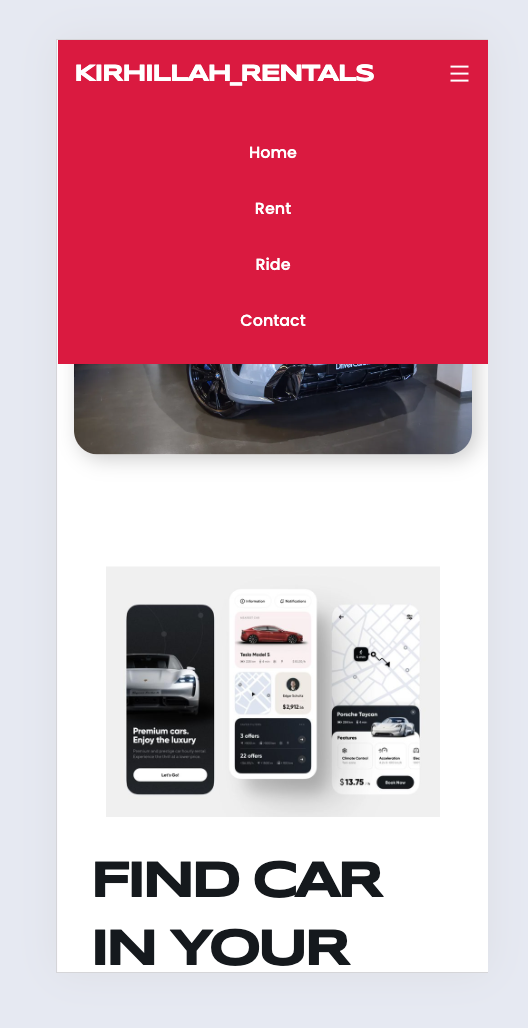 KIRHILLAH_RENTALS
Home
Rent
Ride
Contact
Information
Notifications
Tesla Model S
$2,912
3 offers
22 offers
Premium cars.
Enjoy the luxury
Let's Go!
Porsche Taycan
Features
Climate Control
Acceleration
$13.75
Book Now
FIND CAR
IN YOUR